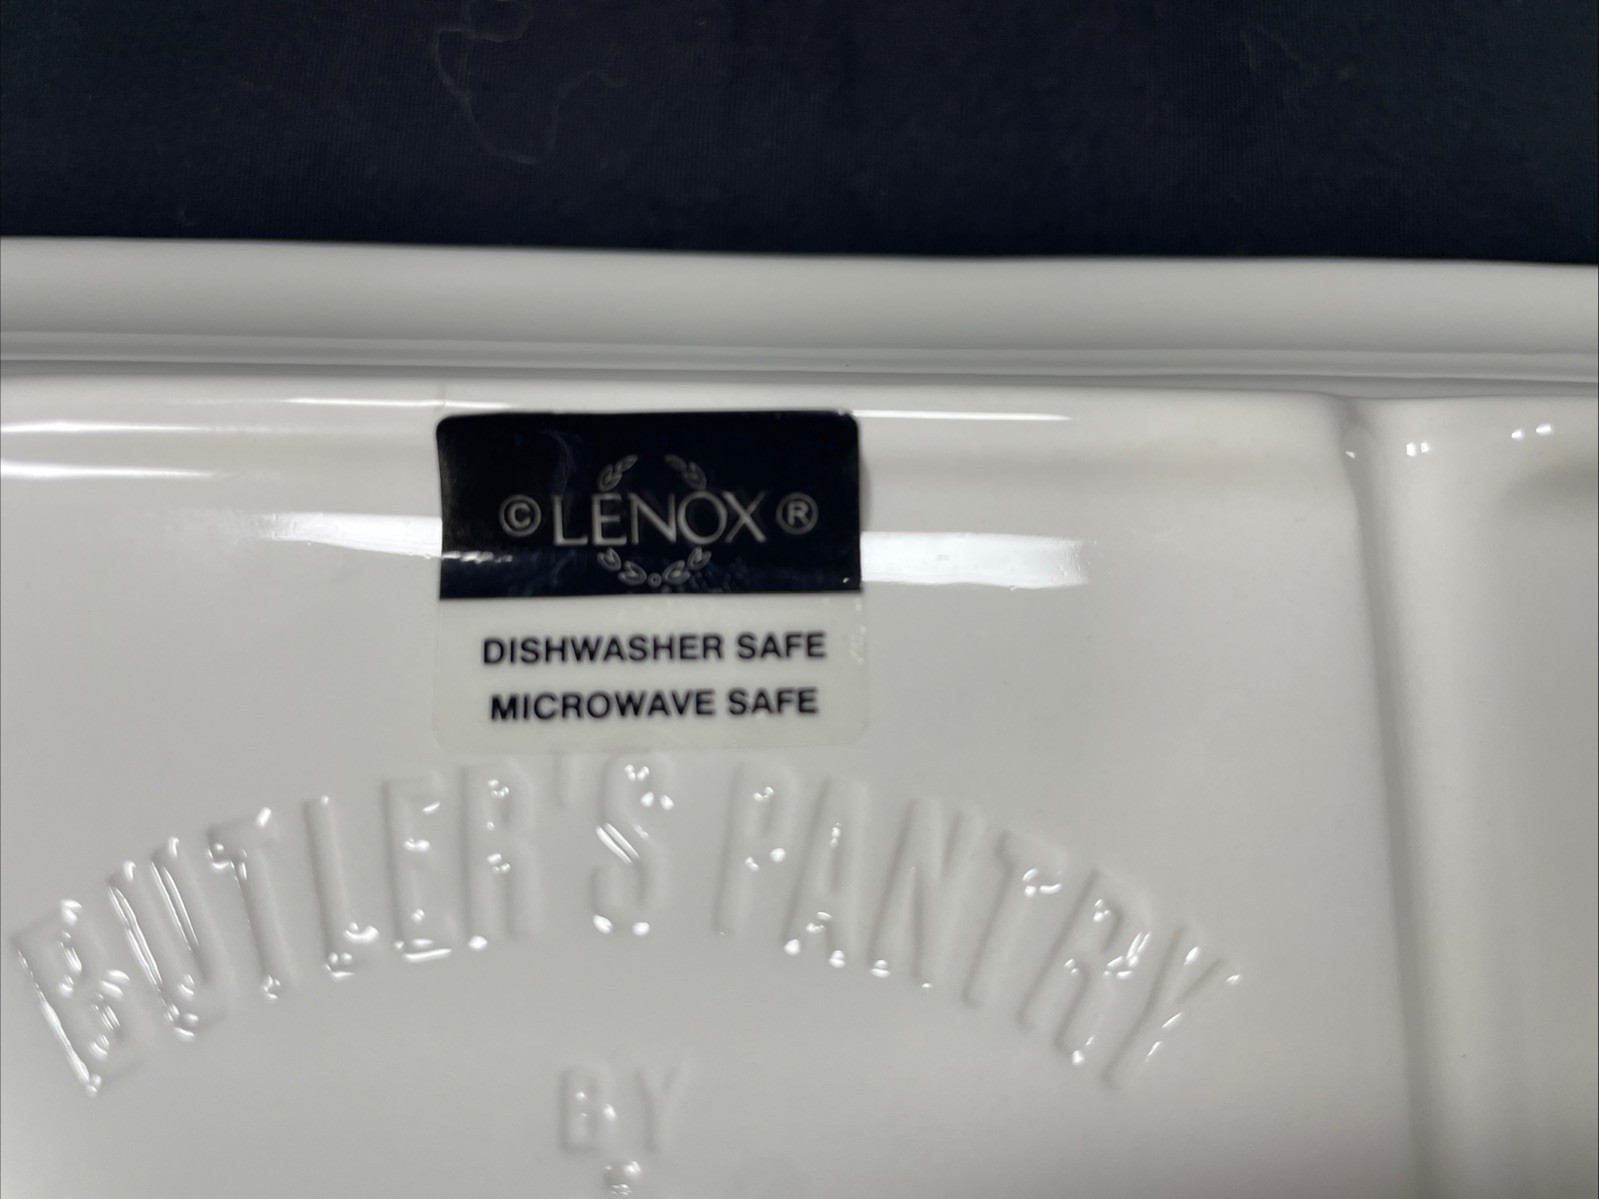 © LENOX ®
DISHWASHER SAFE
MICROWAVE SAFE
BUTLER'S PANTRY
BY